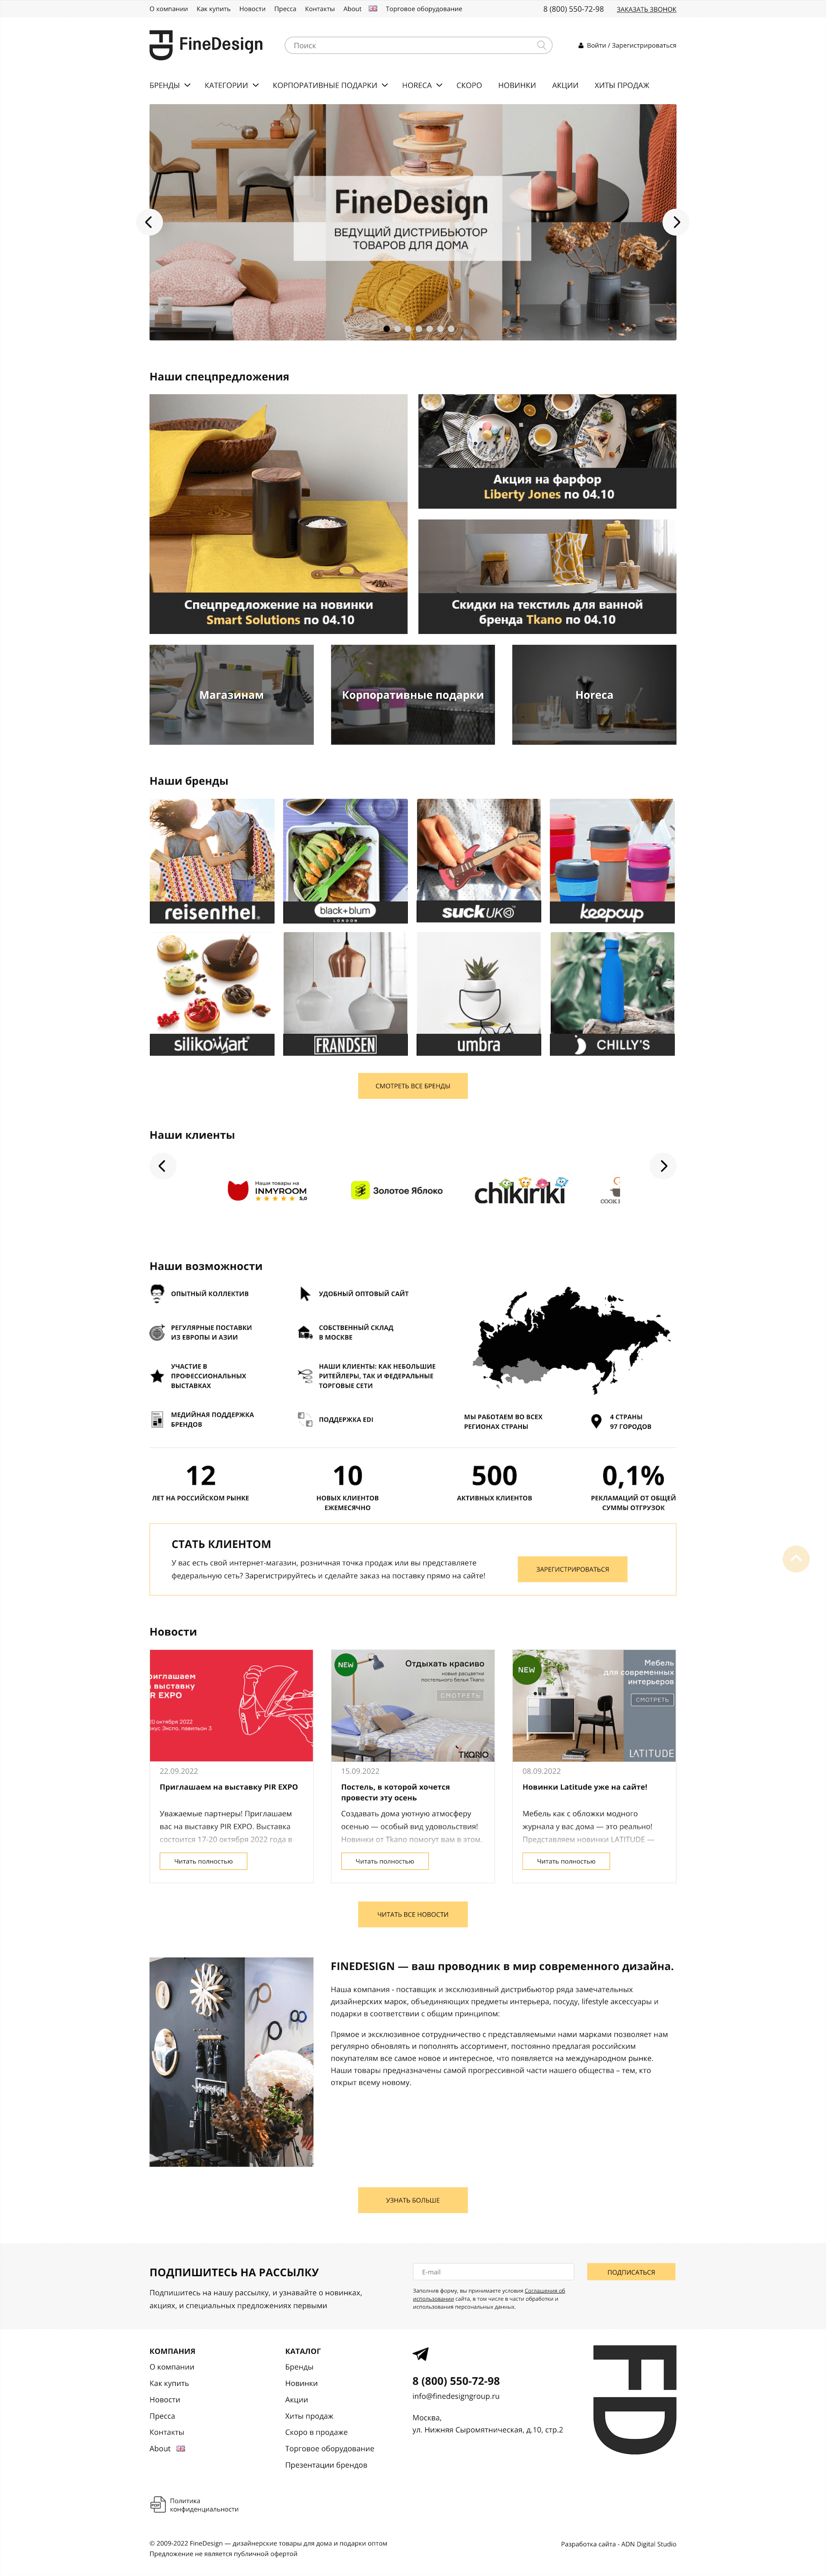 О компании Как купить Новости Пресса Контакты About Торговое оборудование 8 (800) 550-72-98 ЗАКАЗАТЬ ЗВОНОК
FineDesign
Поиск
Войти / Зарегистрироваться
БРЕНДЫ КАТЕГОРИИ КОРПОРАТИВНЫЕ ПОДАРКИ HORECA СКОРО НОВИНКИ АКЦИИ ХИТЫ ПРОДАЖ
FineDesign
ВЕДУЩИЙ ДИСТРИБЬЮТОР
ТОВАРОВ ДЛЯ ДОМА
Наши спецпредложения
Спецпредложение на новинки
Smart Solutions по 04.10
Акция на фарфор
Liberty Jones по 04.10
Скидки на текстиль для ванной
бренда Tkano по 04.10
Магазинам
Корпоративные подарки
Horeca
Наши бренды
reisenthel
black+blum
LONDON
suck UK
keepcup
silikomart
FRANDSEN
umbra
CHILLY'S
СМОТРЕТЬ ВСЕ БРЕНДЫ
Наши клиенты
Наши товары на
INMYROOM
5,0
Золотое Яблоко
chikiriki
Наши возможности
ОПЫТНЫЙ КОЛЛЕКТИВ
УДОБНЫЙ ОПТОВЫЙ САЙТ
РЕГУЛЯРНЫЕ ПОСТАВКИ
ИЗ ЕВРОПЫ И АЗИИ
СОБСТВЕННЫЙ СКЛАД
В МОСКВЕ
УЧАСТИЕ В
ПРОФЕССИОНАЛЬНЫХ
ВЫСТАВКАХ
НАШИ КЛИЕНТЫ: КАК НЕБОЛЬШИЕ
РИТЕЙЛЕРЫ, ТАК И ФЕДЕРАЛЬНЫЕ
ТОРГОВЫЕ СЕТИ
МЕДИЙНАЯ ПОДДЕРЖКА
БРЕНДОВ
ПОДДЕРЖКА EDI
МЫ РАБОТАЕМ ВО ВСЕХ
РЕГИОНАХ СТРАНЫ
4 СТРАНЫ
97 ГОРОДОВ
12
ЛЕТ НА РОССИЙСКОМ РЫНКЕ
10
НОВЫХ КЛИЕНТОВ
ЕЖЕМЕСЯЧНО
500
АКТИВНЫХ КЛИЕНТОВ
0,1%
РЕКЛАМАЦИЙ ОТ ОБЩЕЙ
СУММЫ ОТГРУЗОК
СТАТЬ КЛИЕНТОМ
У вас есть свой интернет-магазин, розничная точка продаж или вы представляете
федеральную сеть? Зарегистрируйтесь и сделайте заказ на поставку прямо на сайте!
ЗАРЕГИСТРИРОВАТЬСЯ
Новости
риглашаем
выставку
IR EXPO
20 октября 2022
окус Экспо, павильон 3
22.09.2022
Приглашаем на выставку PIR EXPO
Уважаемые партнеры! Приглашаем
вас на выставку PIR EXPO. Выставка
состоится 17-20 октября 2022 года в
Читать полностью
NEW
Отдыхать красиво
новые расцветки
постельного белья Tkano
СМОТРЕТЬ
TKANO
15.09.2022
Постель, в которой хочется
провести эту осень
Создавать дома уютную атмосферу
осенью — особый вид удовольствия!
Новинки от Tkano помогут вам в этом.
Читать полностью
NEW
Мебель
для современных
интерьеров
СМОТРЕТЬ
LATITUDE
08.09.2022
Новинки Latitude уже на сайте!
Мебель как с обложки модного
журнала у вас дома — это реально!
Представляем новинки LATITUDE —
Читать полностью
ЧИТАТЬ ВСЕ НОВОСТИ
FINEDESIGN — ваш проводник в мир современного дизайна.
Наша компания - поставщик и эксклюзивный дистрибьютор ряда замечательных
дизайнерских марок, объединяющих предметы интерьера, посуду, lifestyle аксессуары и
подарки в соответствии с общим принципом:
Прямое и эксклюзивное сотрудничество с представляемыми нами марками позволяет нам
регулярно обновлять и пополнять ассортимент, постоянно предлагая российским
покупателям все самое новое и интересное, что появляется на международном рынке.
Наши товары предназначены самой прогрессивной части нашего общества – тем, кто
открыт всему новому.
УЗНАТЬ БОЛЬШЕ
ПОДПИШИТЕСЬ НА РАССЫЛКУ
Подпишитесь на нашу рассылку, и узнавайте о новинках,
акциях, и специальных предложениях первыми
E-mail
ПОДПИСАТЬСЯ
Заполнив форму, вы принимаете условия Соглашения об
использовании сайта, в том числе в части обработки и
использования персональных данных.
КОМПАНИЯ
О компании
Как купить
Новости
Пресса
Контакты
About
КАТАЛОГ
Бренды
Новинки
Акции
Хиты продаж
Скоро в продаже
Торговое оборудование
Презентации брендов
8 (800) 550-72-98
info@finedesigngroup.ru
Москва,
ул. Нижняя Сыромятническая, д.10, стр.2
FD
Политика
конфиденциальности
© 2009-2022 FineDesign — дизайнерские товары для дома и подарки оптом
Предложение не является публичной офертой
Разработка сайта - ADN Digital Studio